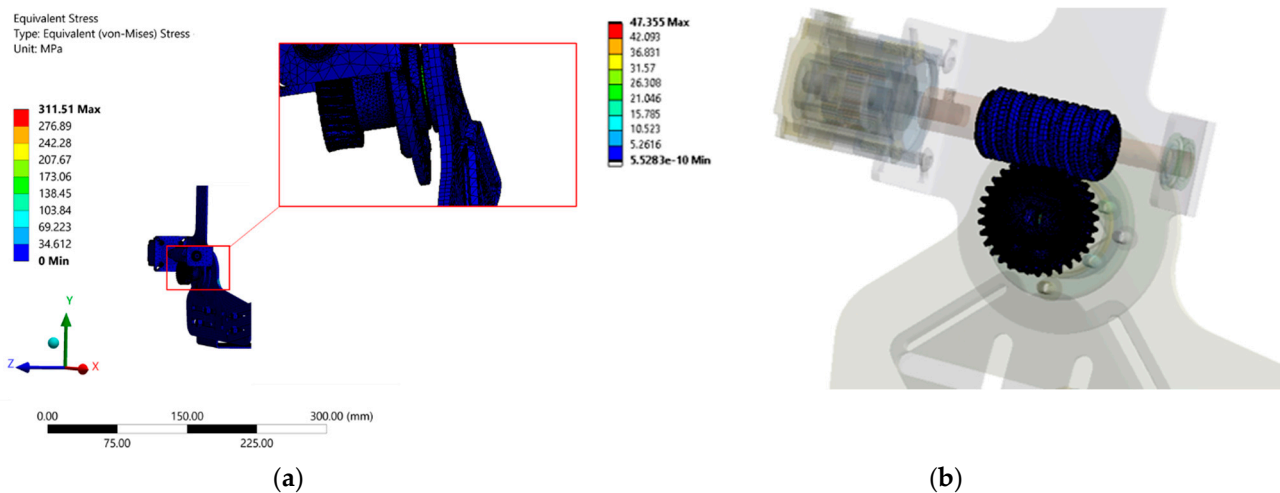 Equivalent Stress
Type: Equivalent (von-Mises) Stress
Unit: MPa
311.51 Max
276.89
242.28
207.67
173.06
138.45
103.84
69.223
34.612
0 Min
Y
Z
X
0.00 150.00 300.00 (mm)
75.00 225.00
(a)
47.355 Max
42.093
36.831
31.57
26.308
21.046
15.785
10.523
5.2616
5.5283e-10 Min
(b)